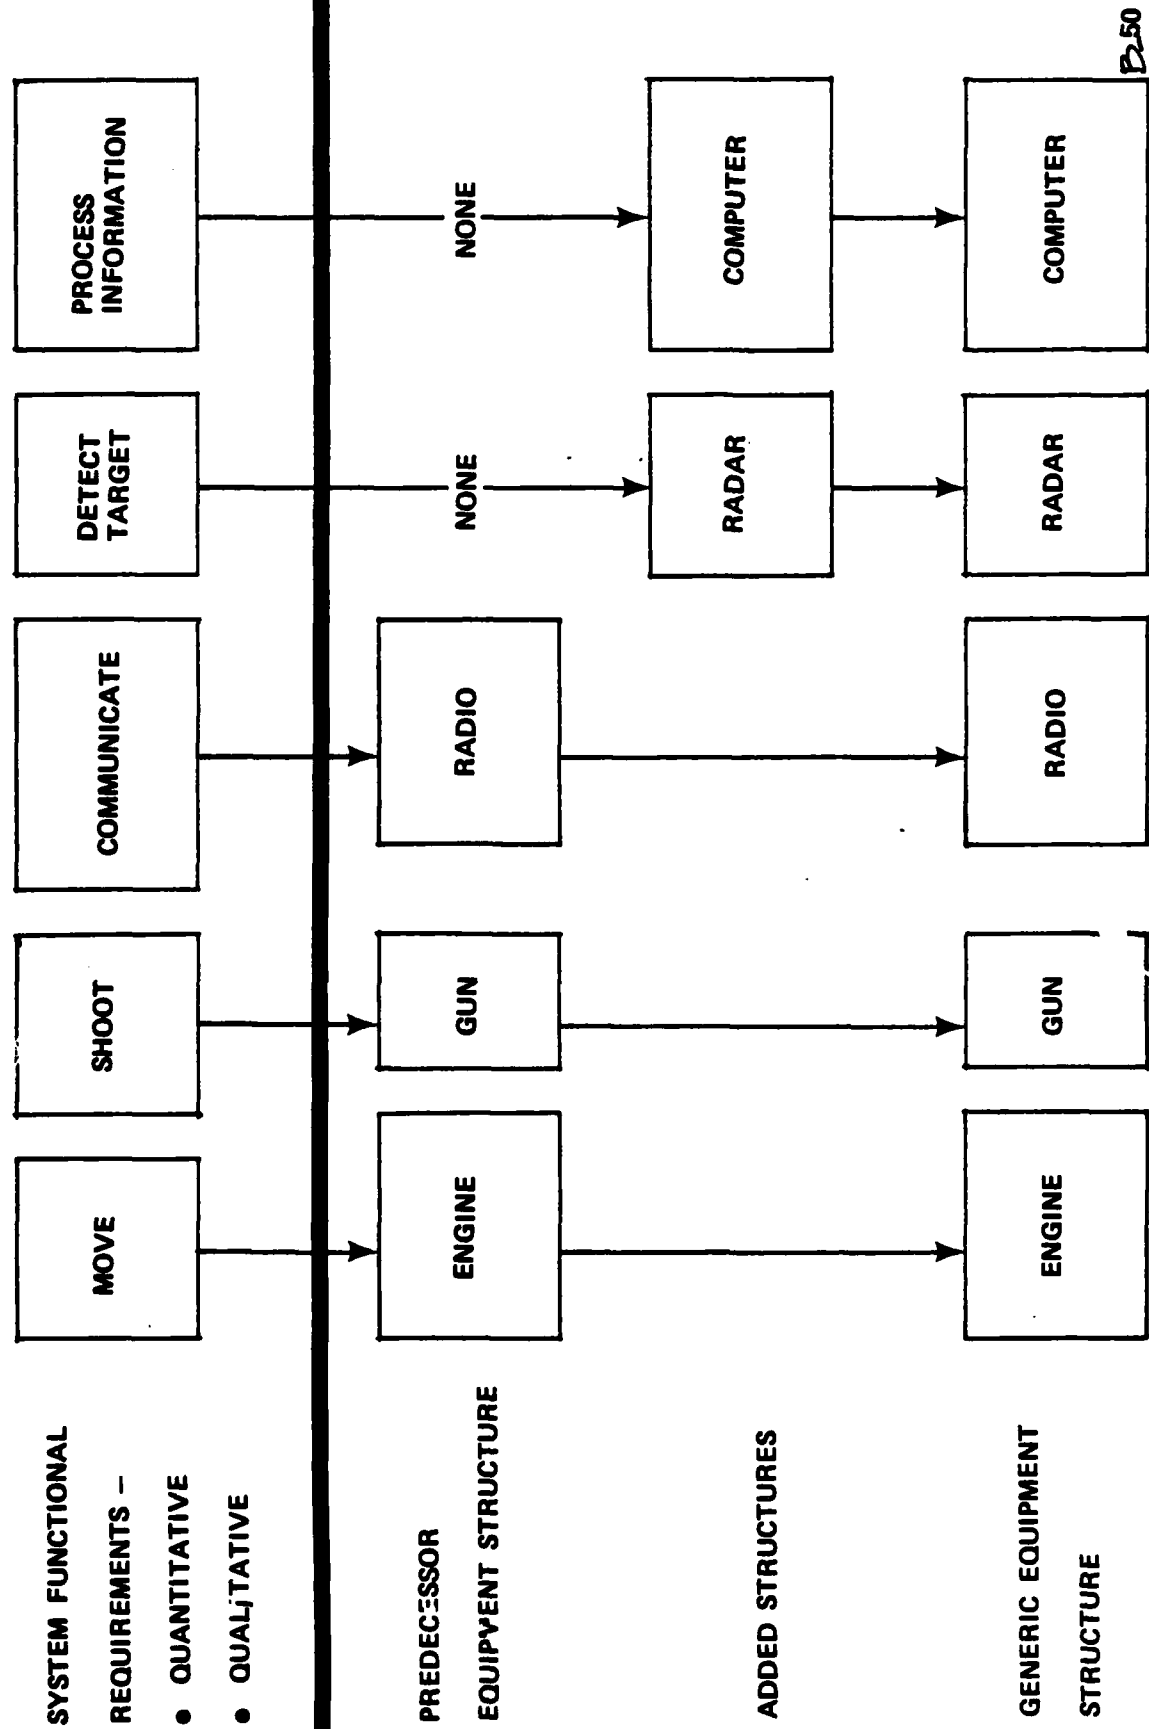 SYSTEM FUNCTIONAL
REQUIREMENTS –
● QUANTITATIVE
● QUALITATIVE
MOVE
SHOOT
COMMUNICATE
DETECT
TARGET
PROCESS
INFORMATION
PREDECESSOR
EQUIPMENT STRUCTURE
ENGINE
GUN
RADIO
NONE
NONE
ADDED STRUCTURES
RADAR
COMPUTER
GENERIC EQUIPMENT
STRUCTURE
ENGINE
GUN
RADIO
RADAR
COMPUTER